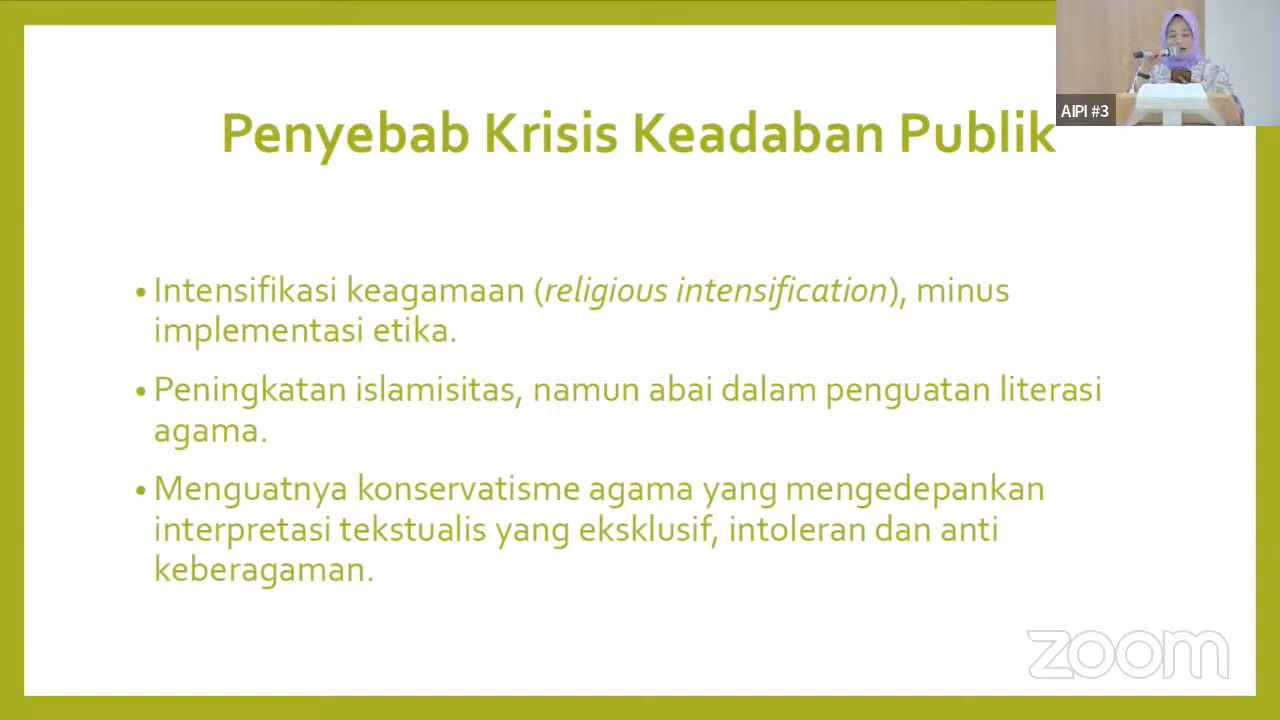 AIPI #3
Penyebab Krisis Keadaban Publik
• Intensifikasi keagamaan (religious intensification), minus
implementasi etika.
• Peningkatan islamisitas, namun abai dalam penguatan literasi
agama.
• Menguatnya konservatisme agama yang mengedepankan
interpretasi tekstualis yang eksklusif, intoleran dan anti
keberagaman.
zoom